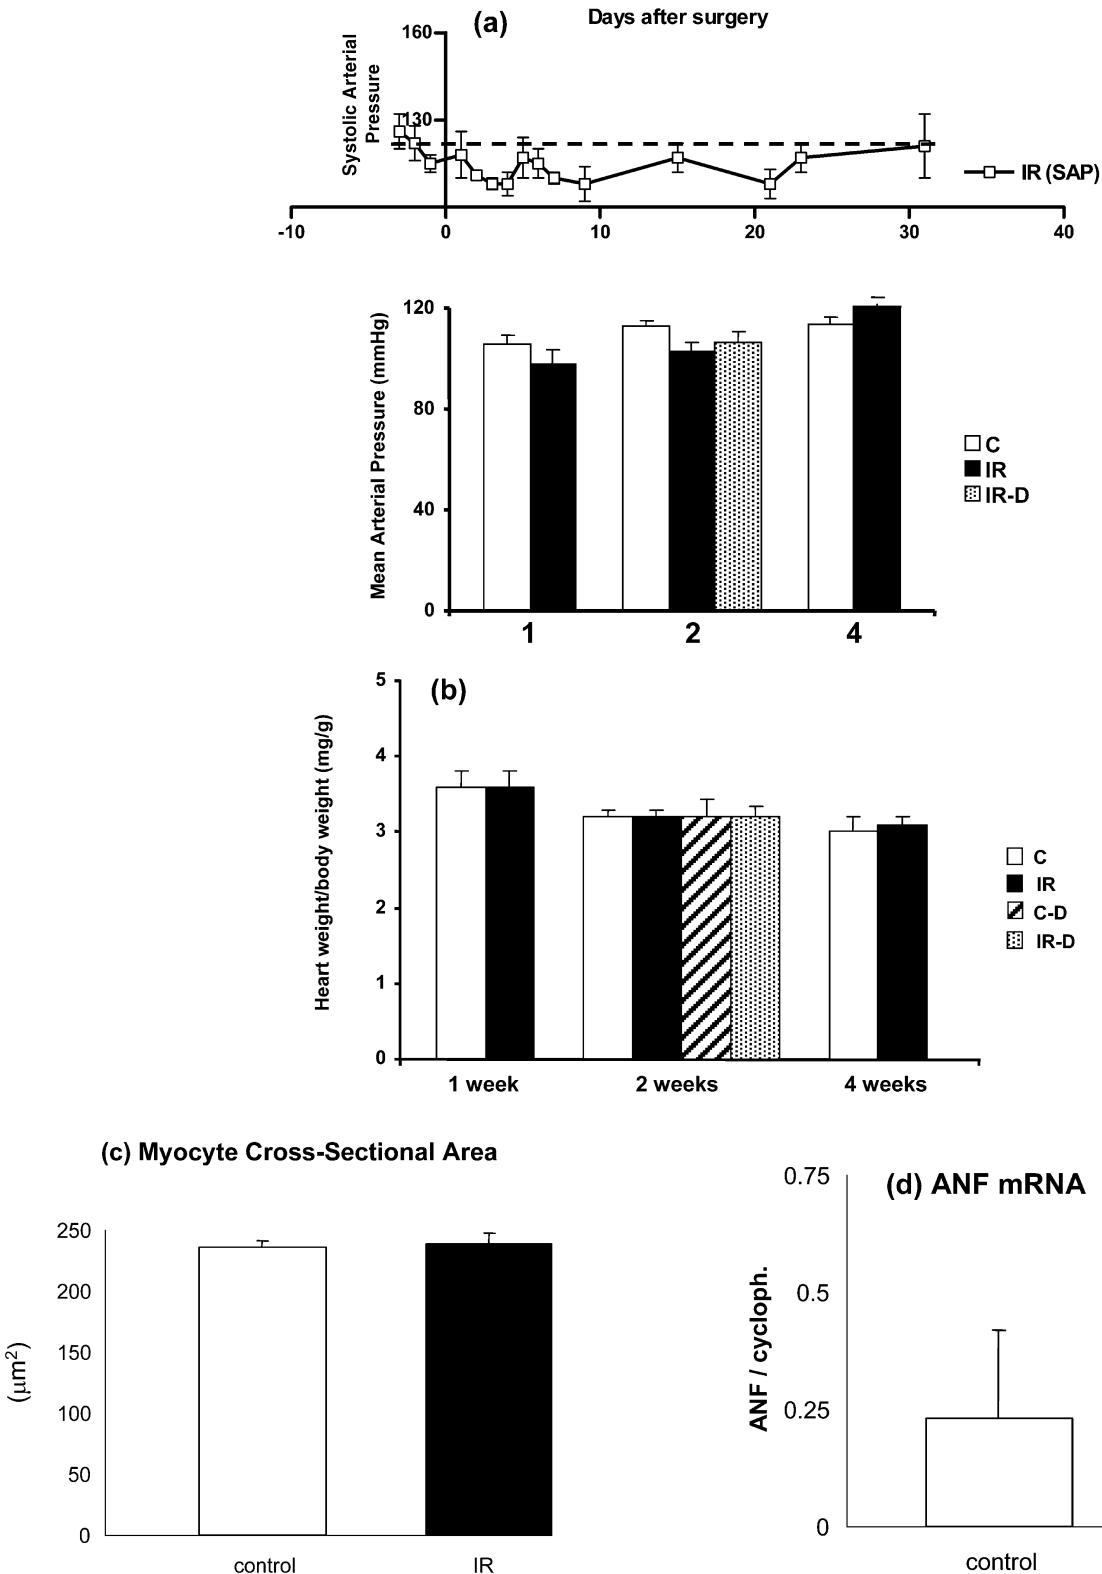 (a)
Days after surgery
Systolic Arterial
Pressure
160
130
IR (SAP)
-10 0 10 20 30 40
Mean Arterial Pressure (mmHg)
120
80
40
0
1 2 4
C
IR
IR-D
(b)
Heart weight/body weight (mg/g)
5
4
3
2
1
0
1 week 2 weeks 4 weeks
C
IR
C-D
IR-D
(c) Myocyte Cross-Sectional Area
(μm²)
250
200
150
100
50
0
control IR
(d) ANF mRNA
ANF / cycloph.
0.75
0.5
0.25
0
control